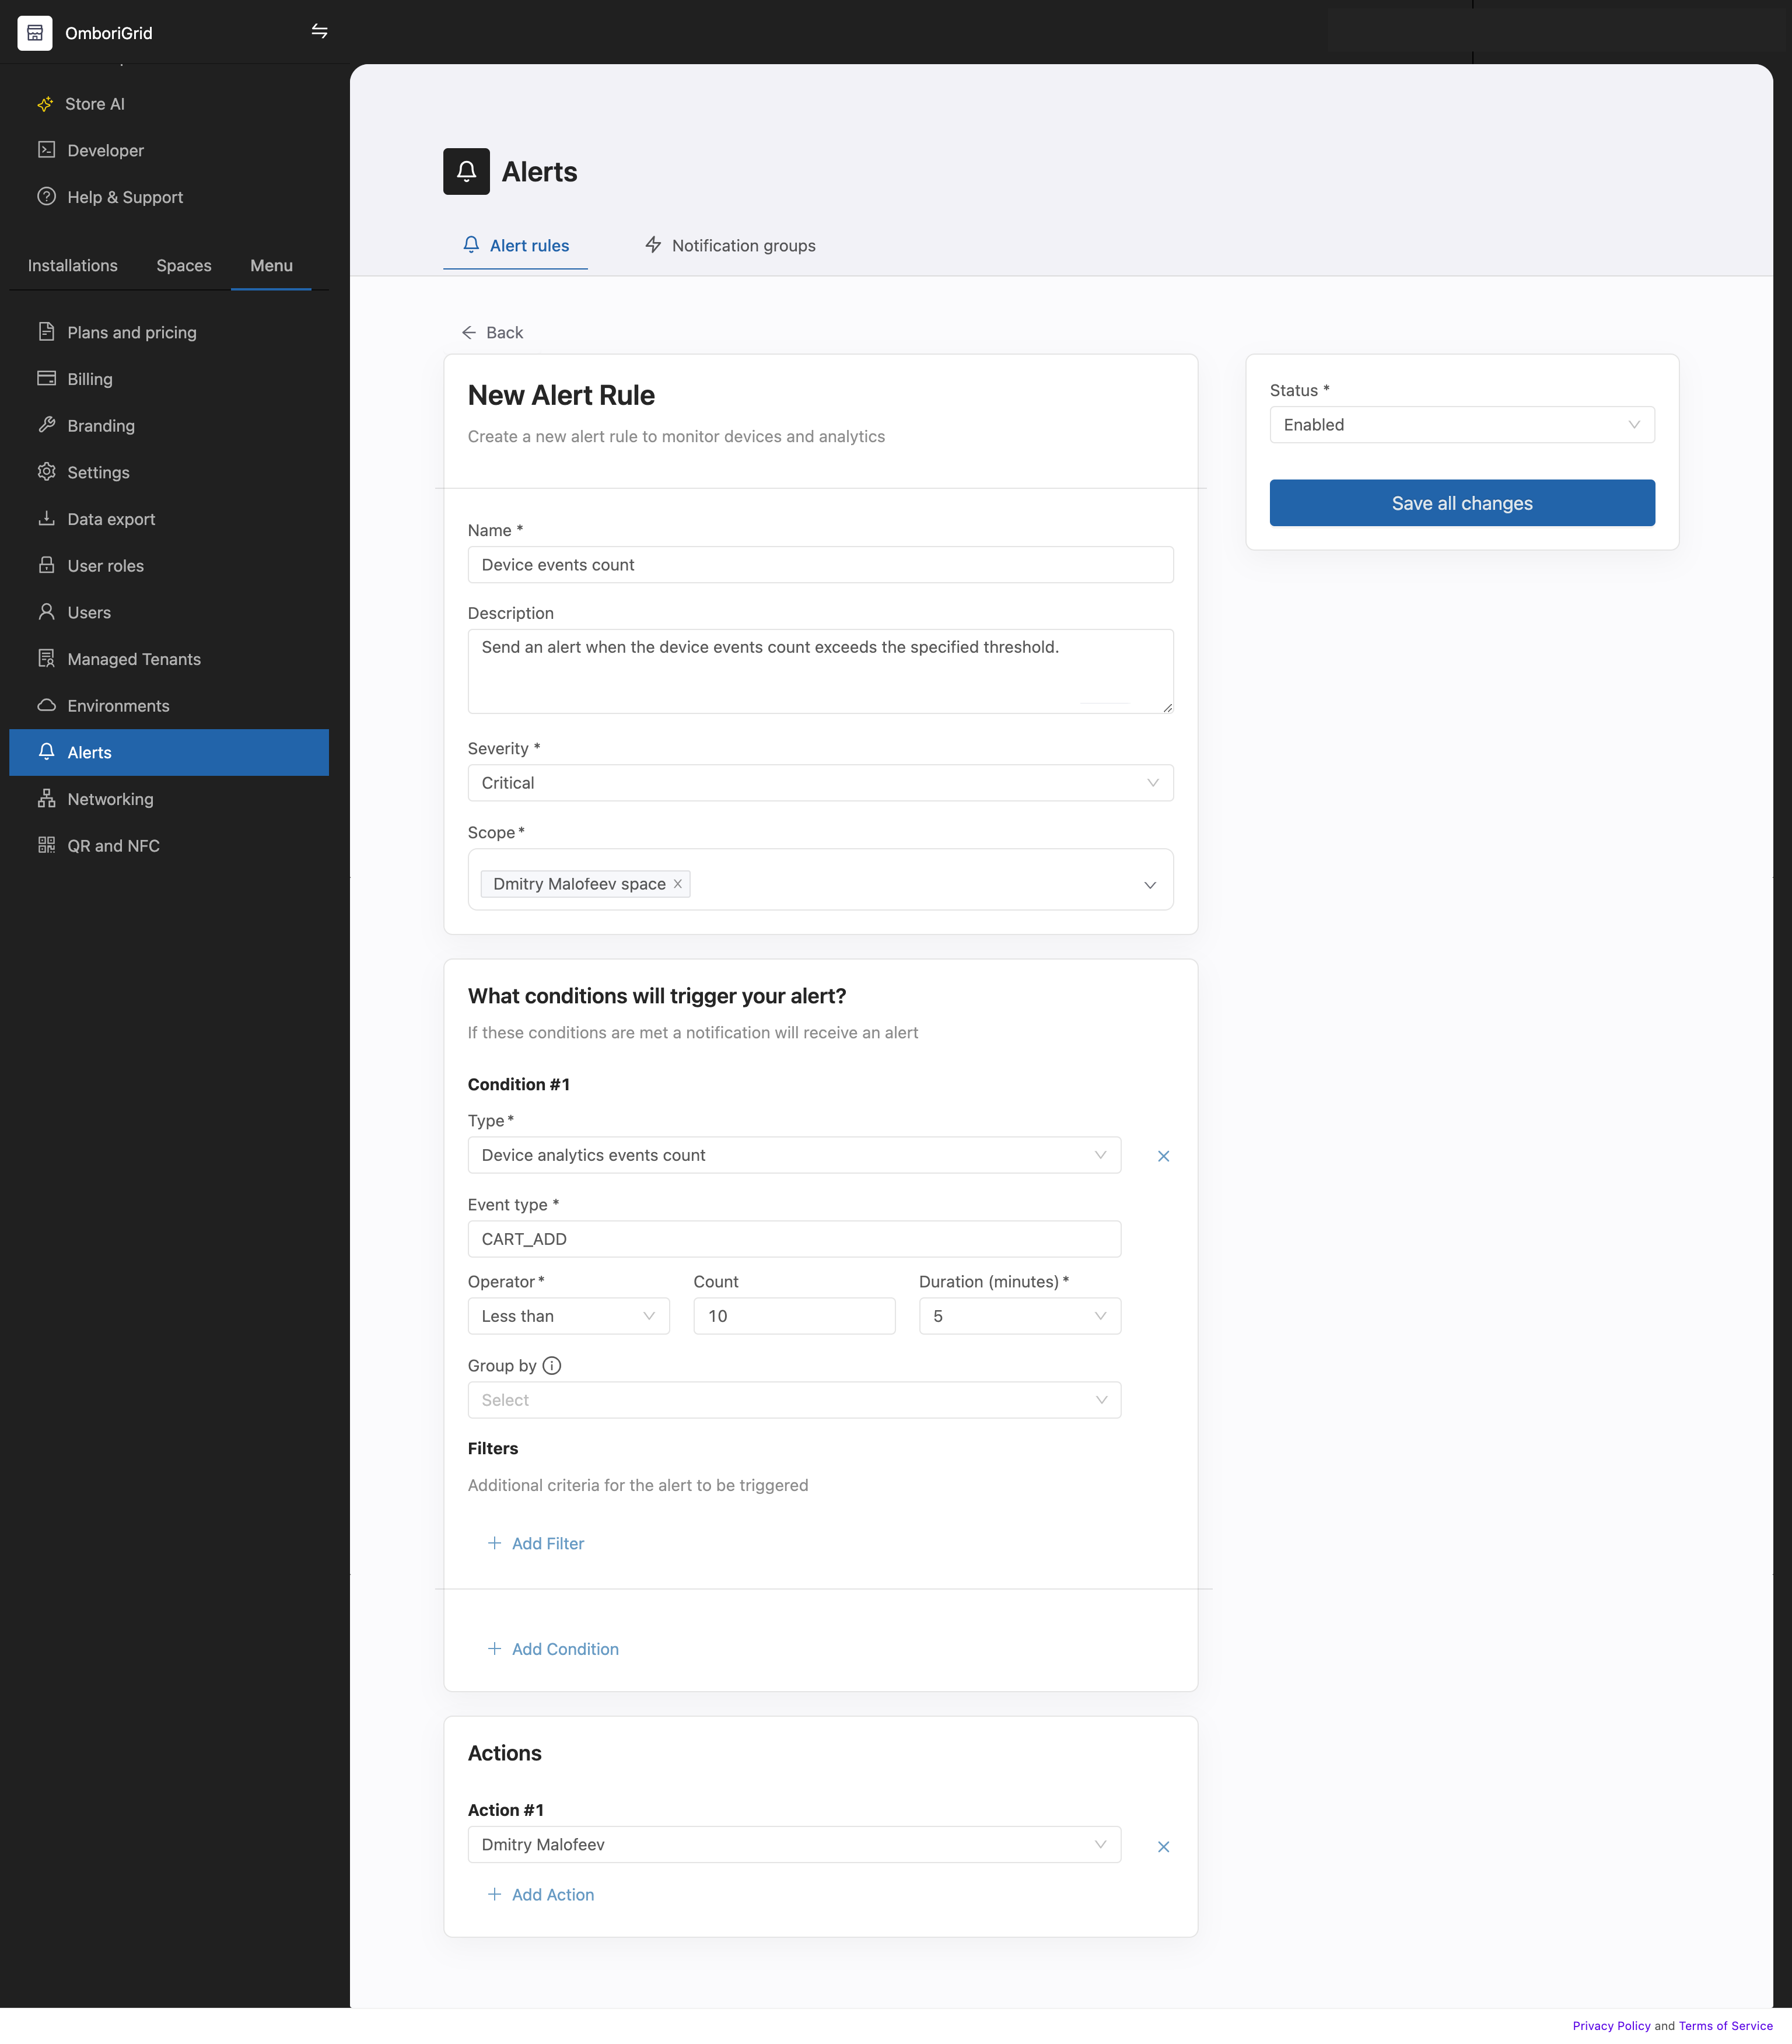 OmboriGrid
Store AI
Developer
Help & Support
Installations
Spaces
Menu
Plans and pricing
Billing
Branding
Settings
Data export
User roles
Users
Managed Tenants
Environments
Alerts
Networking
QR and NFC
Alerts
Alert rules
Notification groups
Back
New Alert Rule
Create a new alert rule to monitor devices and analytics
Name *
Device events count
Description
Send an alert when the device events count exceeds the specified threshold.
Severity *
Critical
Scope *
Dmitry Malofeev space
Status *
Enabled
Save all changes
What conditions will trigger your alert?
If these conditions are met a notification will receive an alert
Condition #1
Type *
Device analytics events count
Event type *
CART_ADD
Operator * Count Duration (minutes) *
Less than 10 5
Group by
Select
Filters
Additional criteria for the alert to be triggered
+ Add Filter
+ Add Condition
Actions
Action #1
Dmitry Malofeev
+ Add Action
Privacy Policy and Terms of Service